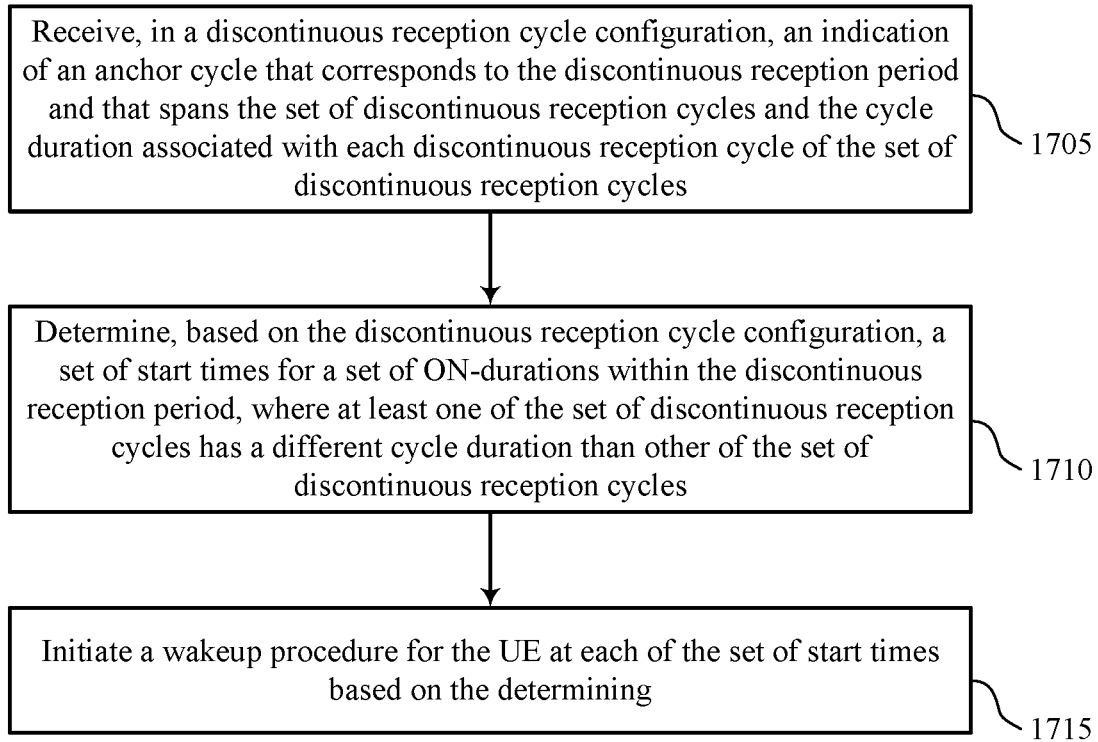 Receive, in a discontinuous reception cycle configuration, an indication
of an anchor cycle that corresponds to the discontinuous reception period
and that spans the set of discontinuous reception cycles and the cycle
duration associated with each discontinuous reception cycle of the set of
discontinuous reception cycles
1705
Determine, based on the discontinuous reception cycle configuration, a
set of start times for a set of ON-durations within the discontinuous
reception period, where at least one of the set of discontinuous reception
cycles has a different cycle duration than other of the set of
discontinuous reception cycles
1710
Initiate a wakeup procedure for the UE at each of the set of start times
based on the determining
1715